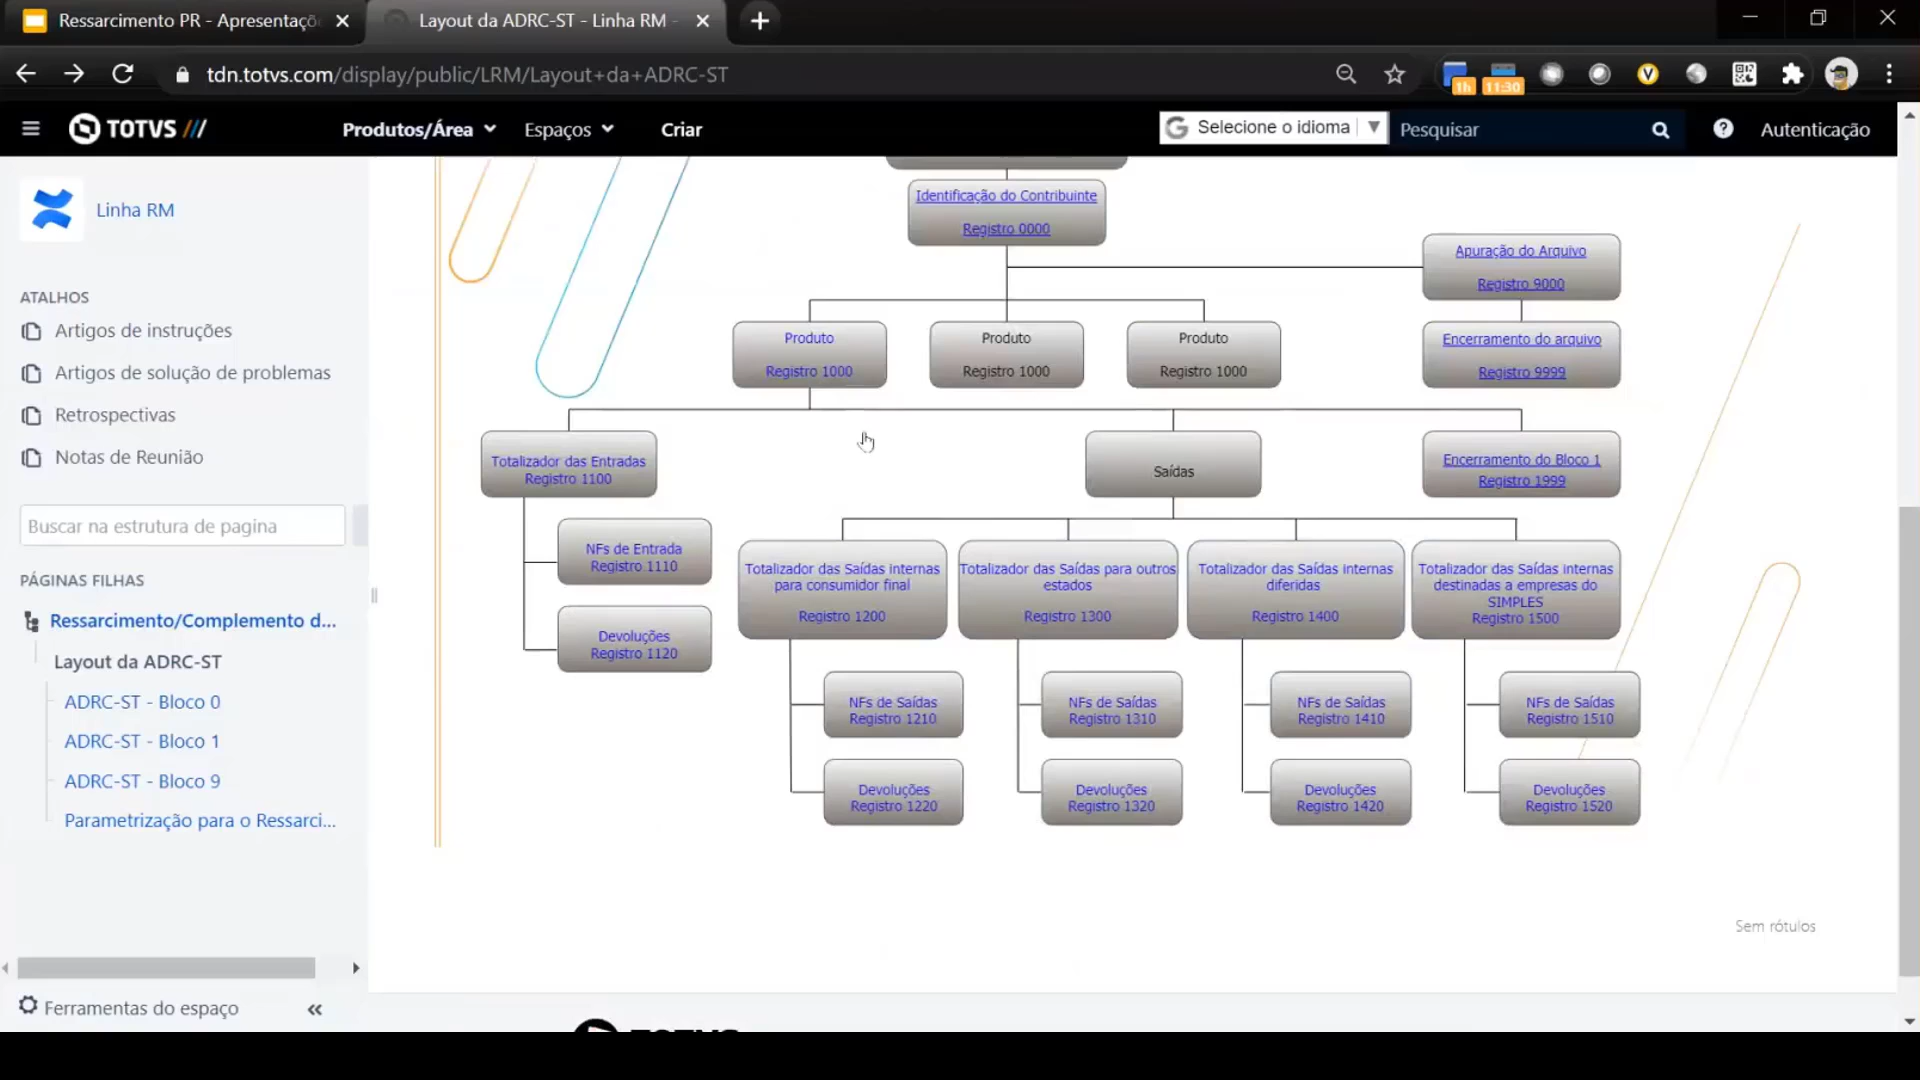 Ressarcimento PR - Apresentaçõ
Layout da ADRC-ST - Linha RM -
tdn.totvs.com/display/public/LRM/Layout+da+ADRC-ST
1h
11:30
TOTVS
Produtos/Área
Espaços
Criar
Selecione o idioma
Pesquisar
Autenticação
Linha RM
ATALHOS
Artigos de instruções
Artigos de solução de problemas
Retrospectivas
Notas de Reunião
Buscar na estrutura de pagina
PÁGINAS FILHAS
Ressarcimento/Complemento d...
Layout da ADRC-ST
ADRC-ST - Bloco 0
ADRC-ST - Bloco 1
ADRC-ST - Bloco 9
Parametrização para o Ressarci...
Ferramentas do espaço
Identificação do Contribuinte
Registro 0000
Apuração do Arquivo
Registro 9000
Produto
Registro 1000
Produto
Registro 1000
Produto
Registro 1000
Encerramento do arquivo
Registro 9999
Totalizador das Entradas
Registro 1100
Saídas
Encerramento do Bloco 1
Registro 1999
NFs de Entrada
Registro 1110
Devoluções
Registro 1120
Totalizador das Saídas internas
para consumidor final
Registro 1200
Totalizador das Saídas para outros
estados
Registro 1300
Totalizador das Saídas internas
diferidas
Registro 1400
Totalizador das Saídas internas
destinadas a empresas do
SIMPLES
Registro 1500
NFs de Saídas
Registro 1210
NFs de Saídas
Registro 1310
NFs de Saídas
Registro 1410
NFs de Saídas
Registro 1510
Devoluções
Registro 1220
Devoluções
Registro 1320
Devoluções
Registro 1420
Devoluções
Registro 1520
Sem rótulos
TOTVS